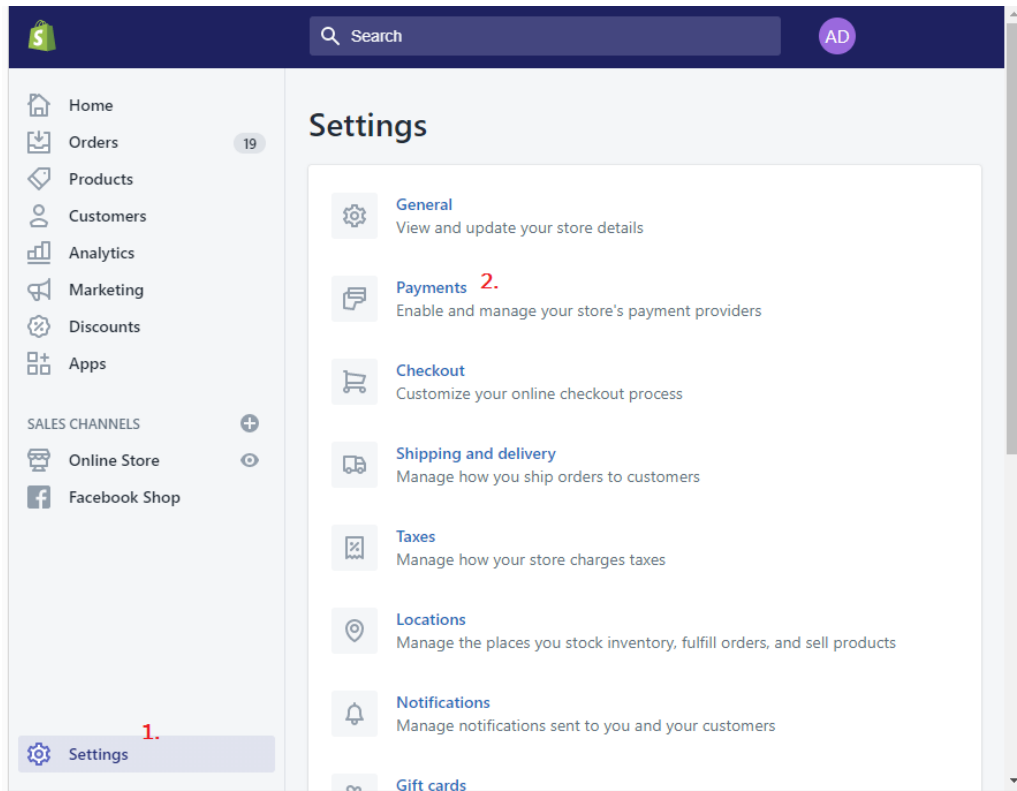 Search
AD
Home
Orders 19
Products
Customers
Analytics
Marketing
Discounts
Apps
SALES CHANNELS
Online Store
Facebook Shop
1.
Settings
Settings
General
View and update your store details
Payments 2.
Enable and manage your store's payment providers
Checkout
Customize your online checkout process
Shipping and delivery
Manage how you ship orders to customers
Taxes
Manage how your store charges taxes
Locations
Manage the places you stock inventory, fulfill orders, and sell products
Notifications
Manage notifications sent to you and your customers
Gift cards